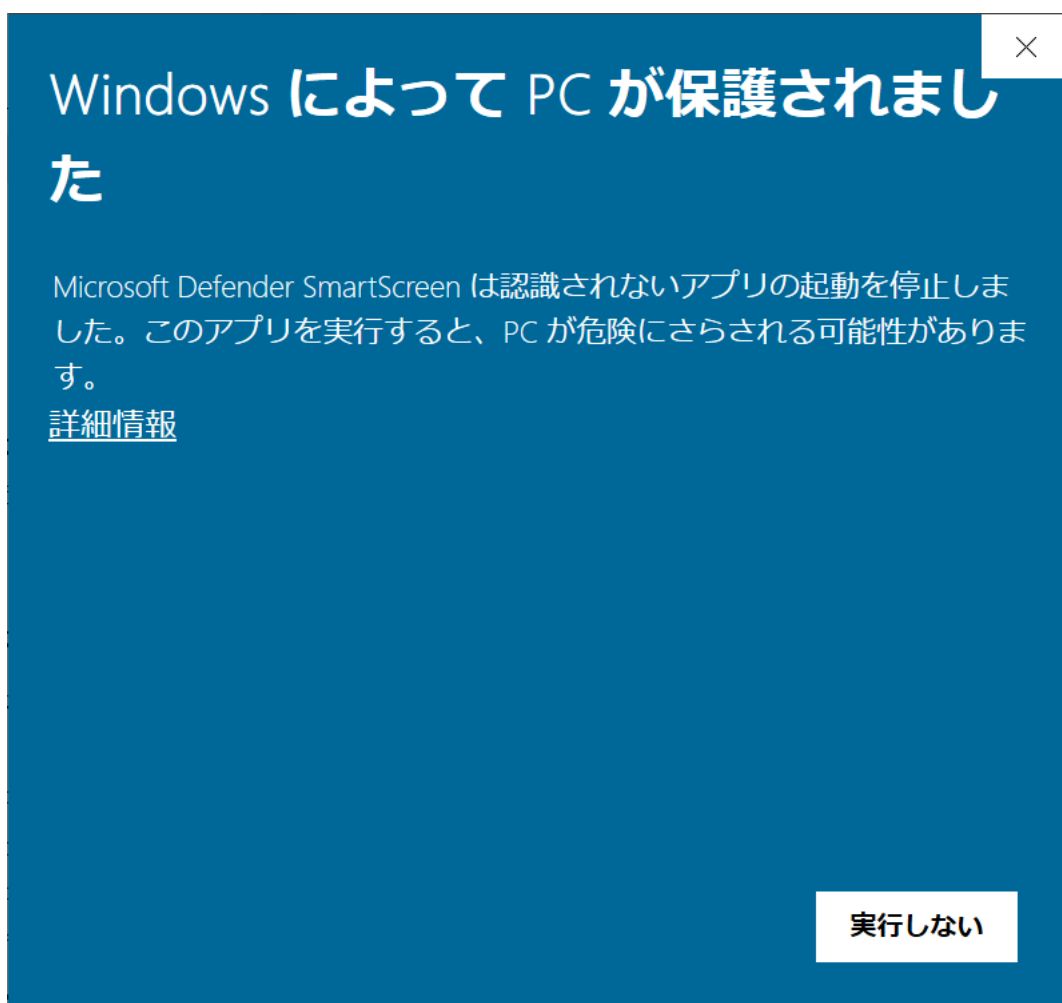 Windows によって PC が保護されまし
た
Microsoft Defender SmartScreen は認識されないアプリの起動を停止しま
した。このアプリを実行すると、PC が危険にさらされる可能性がありま
す。
詳細情報
実行しない